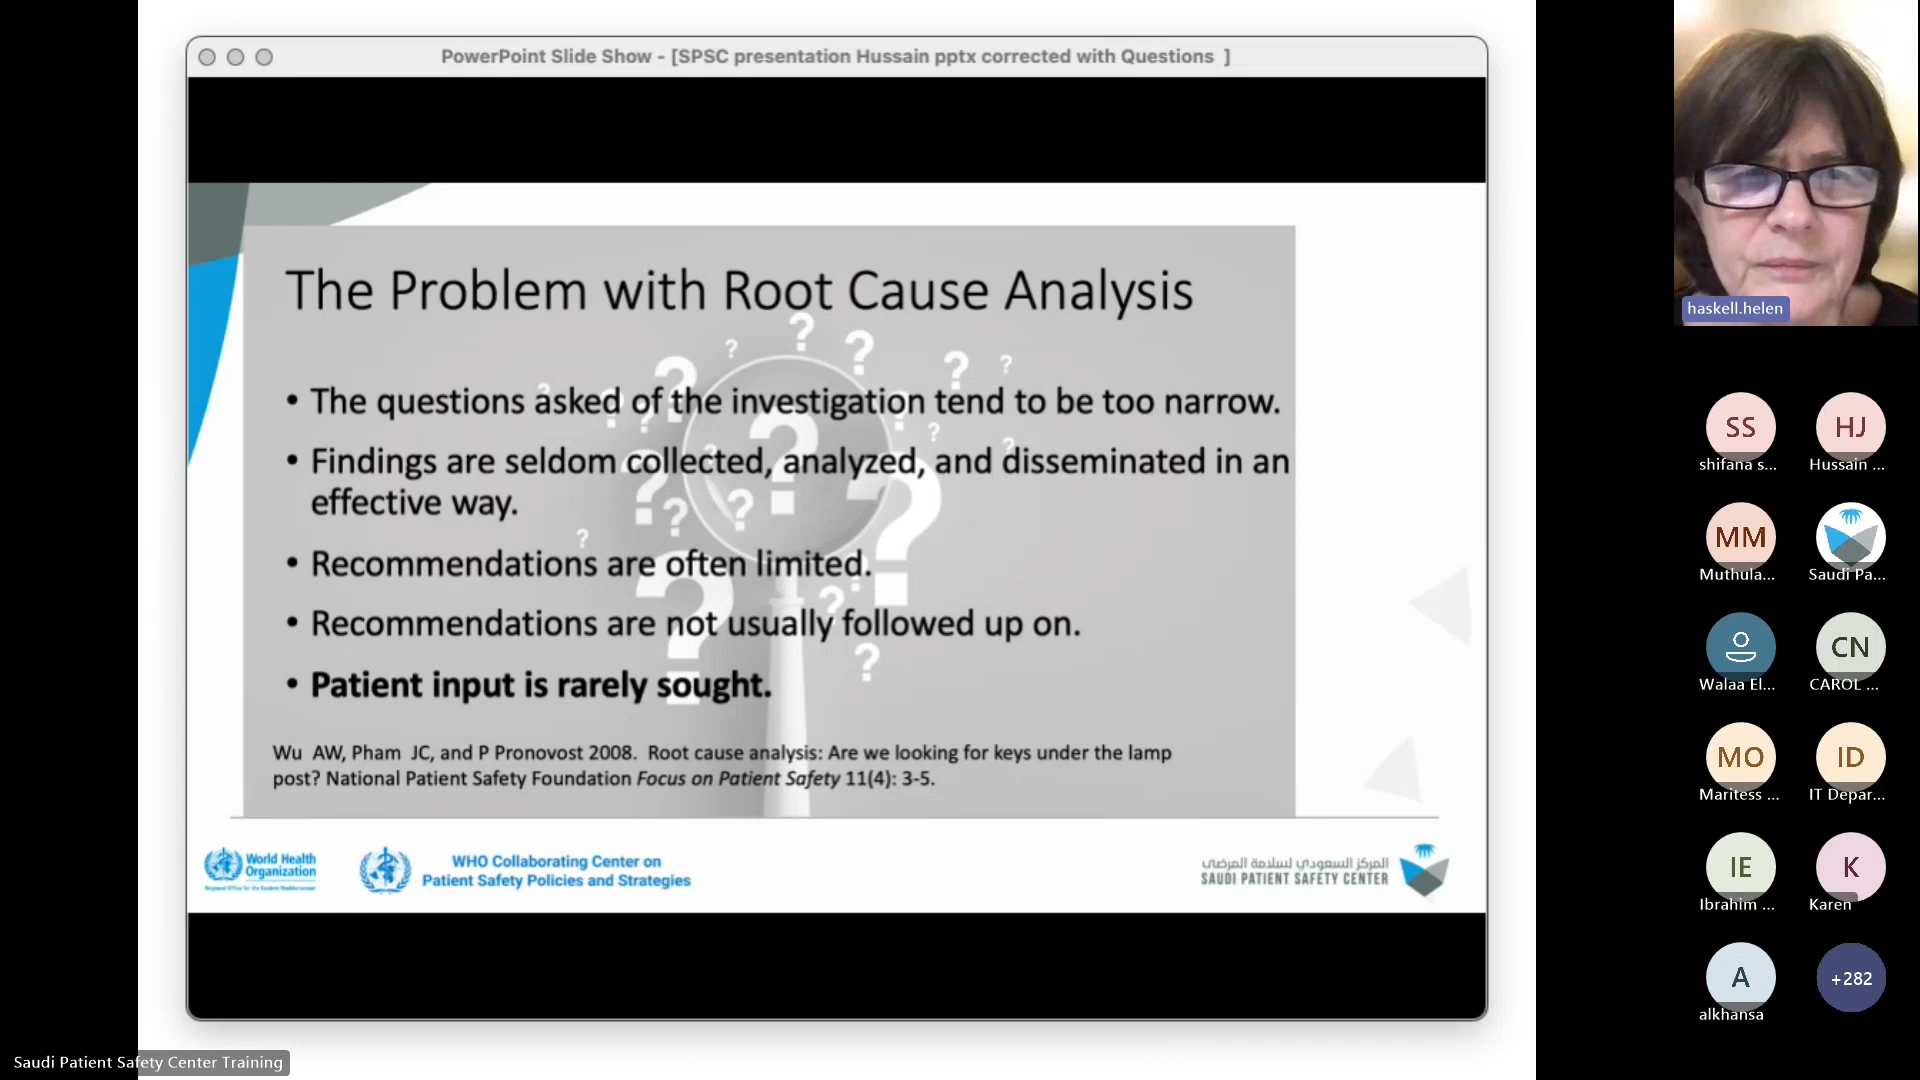 PowerPoint Slide Show - [SPSC presentation Hussain pptx corrected with Questions ]
The Problem with Root Cause Analysis
• The questions asked of the investigation tend to be too narrow.
• Findings are seldom collected, analyzed, and disseminated in an
effective way.
• Recommendations are often limited.
• Recommendations are not usually followed up on.
• Patient input is rarely sought.
Wu AW, Pham JC, and P Pronovost 2008. Root cause analysis: Are we looking for keys under the lamp
post? National Patient Safety Foundation Focus on Patient Safety 11(4): 3-5.
World Health
Organization
Regional Office for the Eastern Mediterranean
WHO Collaborating Center on
Patient Safety Policies and Strategies
المركز السعودي لسلامة المرضى
SAUDI PATIENT SAFETY CENTER
haskell.helen
SS
shifana s...
HJ
Hussain ...
MM
Muthula...
Saudi Pa...
Walaa El...
CN
CAROL ...
MO
Maritess ...
ID
IT Depar...
IE
Ibrahim ...
K
Karen
A
alkhansa
+282
Saudi Patient Safety Center Training